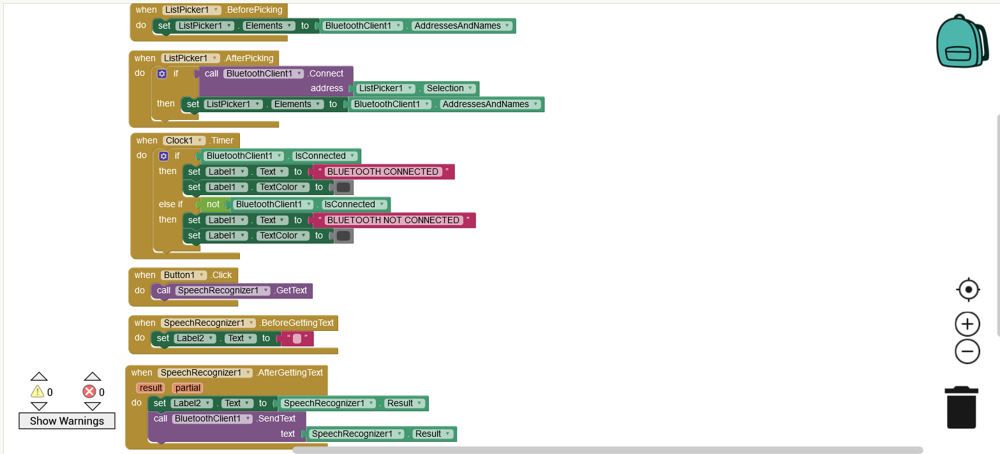 when ListPicker1 .BeforePicking
do set ListPicker1 . Elements to BluetoothClient1 . AddressesAndNames
when ListPicker1 .AfterPicking
do if call BluetoothClient1 .Connect
address ListPicker1 . Selection
then set ListPicker1 . Elements to BluetoothClient1 . AddressesAndNames
when Clock1 .Timer
do if BluetoothClient1 . IsConnected
then set Label1 . Text to “ BLUETOOTH CONNECTED ”
set Label1 . TextColor to
else if not BluetoothClient1 . IsConnected
then set Label1 . Text to “ BLUETOOTH NOT CONNECTED ”
set Label1 . TextColor to
when Button1 .Click
do call SpeechRecognizer1 .GetText
when SpeechRecognizer1 .BeforeGettingText
do set Label2 . Text to “ ”
when SpeechRecognizer1 .AfterGettingText
result partial
do set Label2 . Text to SpeechRecognizer1 . Result
call BluetoothClient1 .SendText
text SpeechRecognizer1 . Result
0 0
Show Warnings